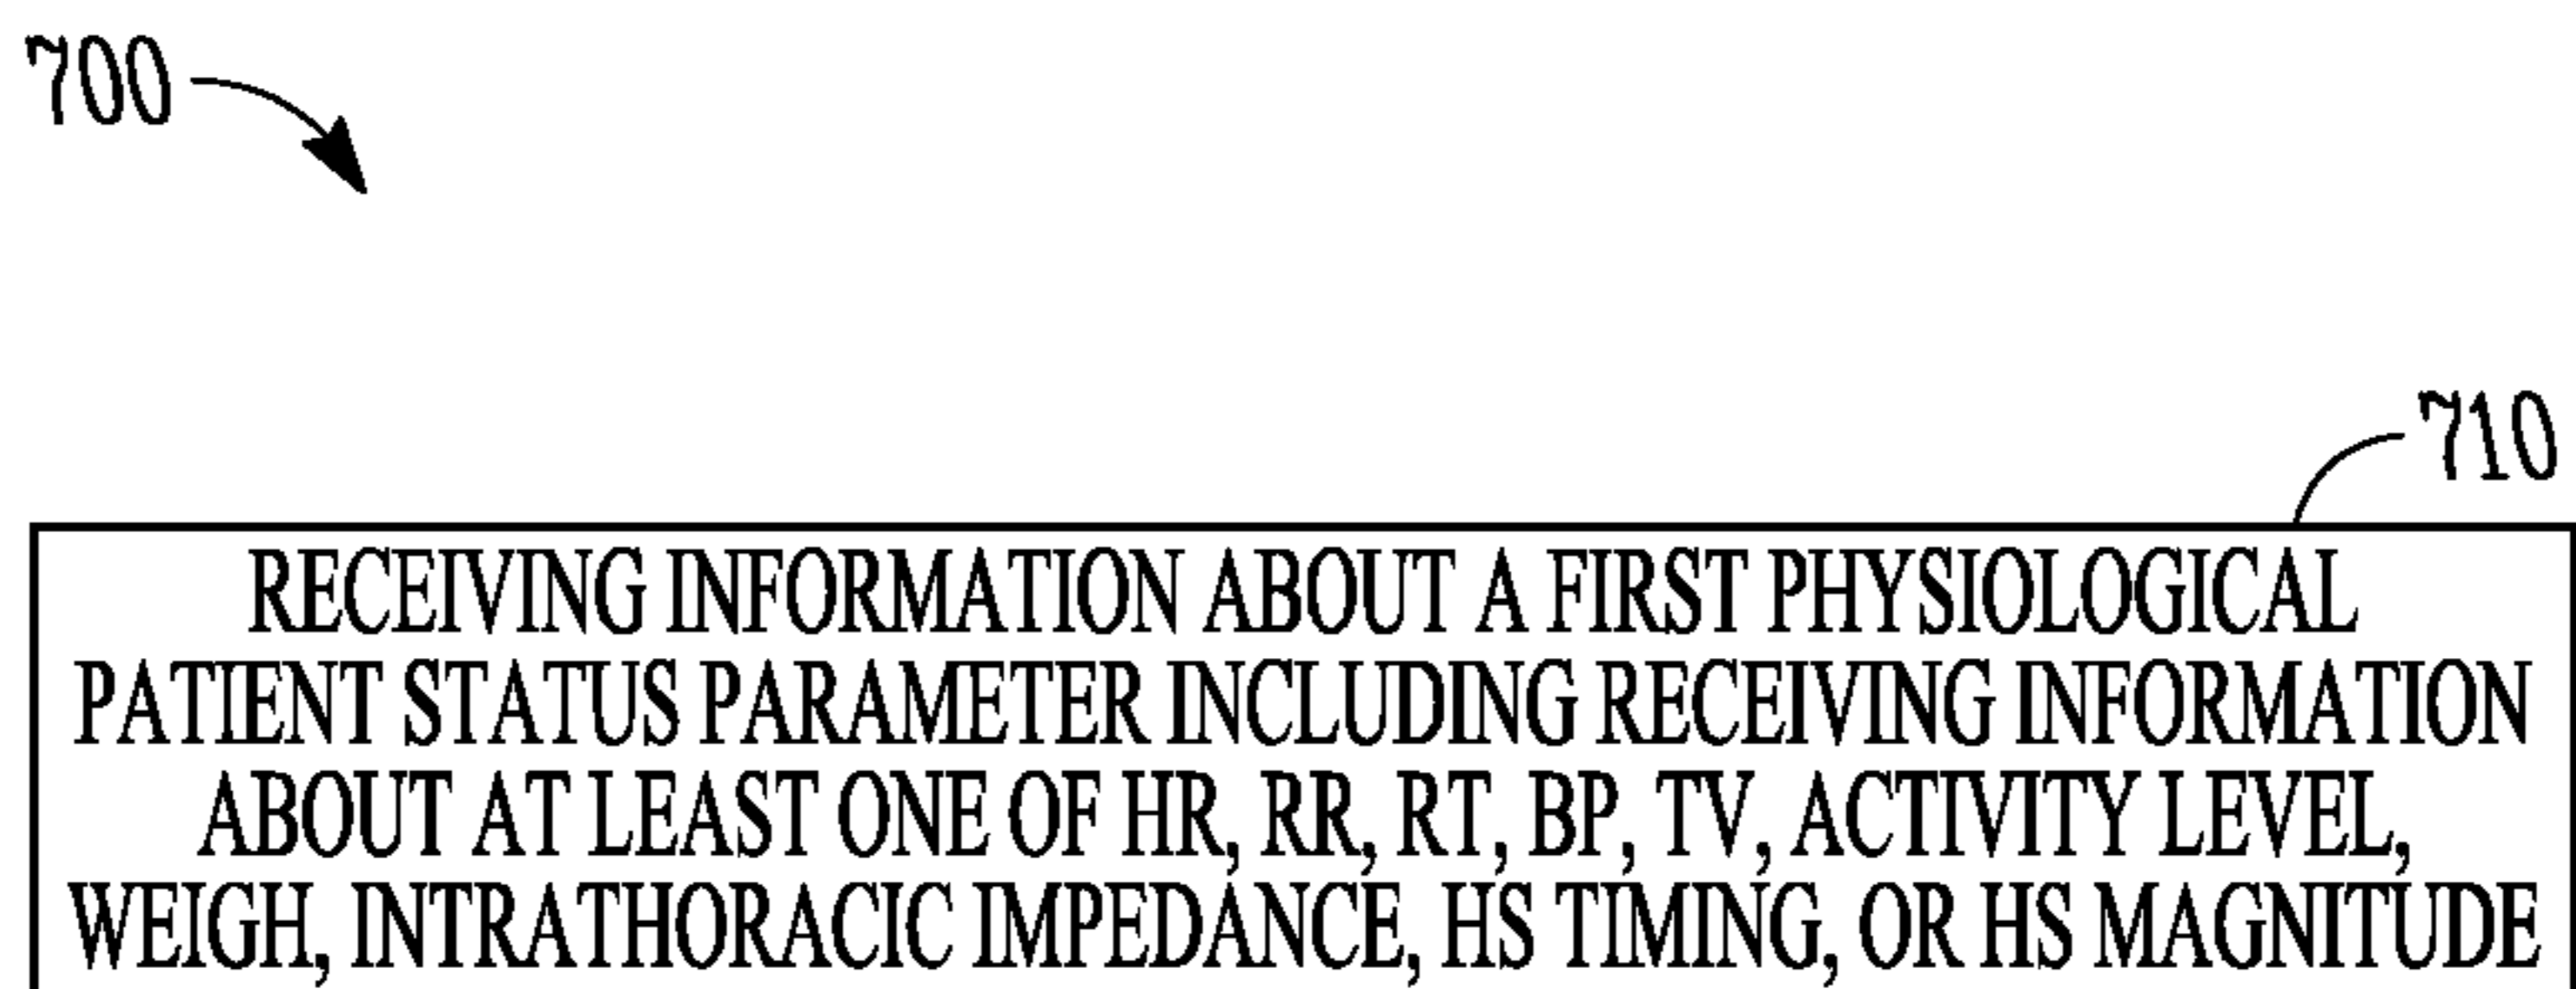 700
710
RECEIVING INFORMATION ABOUT A FIRST PHYSIOLOGICAL
PATIENT STATUS PARAMETER INCLUDING RECEIVING INFORMATION
ABOUT AT LEAST ONE OF HR, RR, RT, BP, TV, ACTIVITY LEVEL,
WEIGH, INTRATHORACIC IMPEDANCE, HS TIMING, OR HS MAGNITUDE